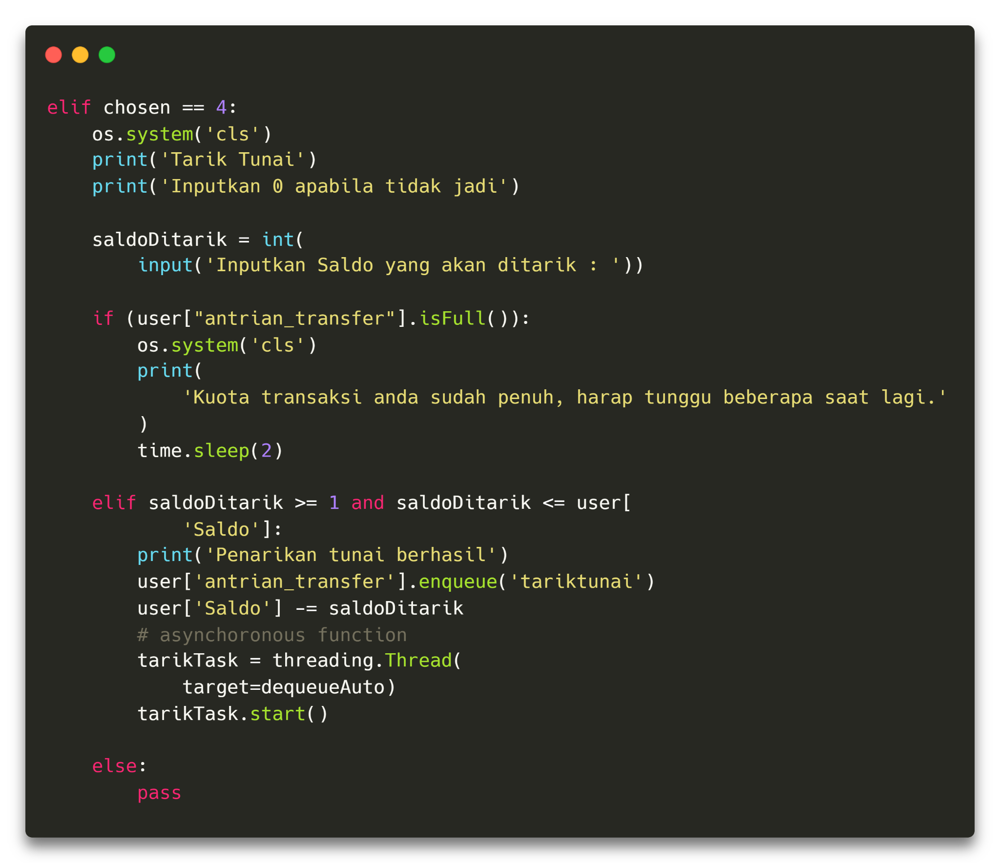 elif chosen == 4:
    os.system('cls')
    print('Tarik Tunai')
    print('Inputkan 0 apabila tidak jadi')

    saldoDitarik = int(
        input('Inputkan Saldo yang akan ditarik : '))

    if (user["antrian_transfer"].isFull()):
        os.system('cls')
        print(
            'Kuota transaksi anda sudah penuh, harap tunggu beberapa saat lagi.'
        )
        time.sleep(2)

    elif saldoDitarik >= 1 and saldoDitarik <= user[
            'Saldo']:
        print('Penarikan tunai berhasil')
        user['antrian_transfer'].enqueue('tariktunai')
        user['Saldo'] -= saldoDitarik
        # asynchoronous function
        tarikTask = threading.Thread(
            target=dequeueAuto)
        tarikTask.start()

    else:
        pass